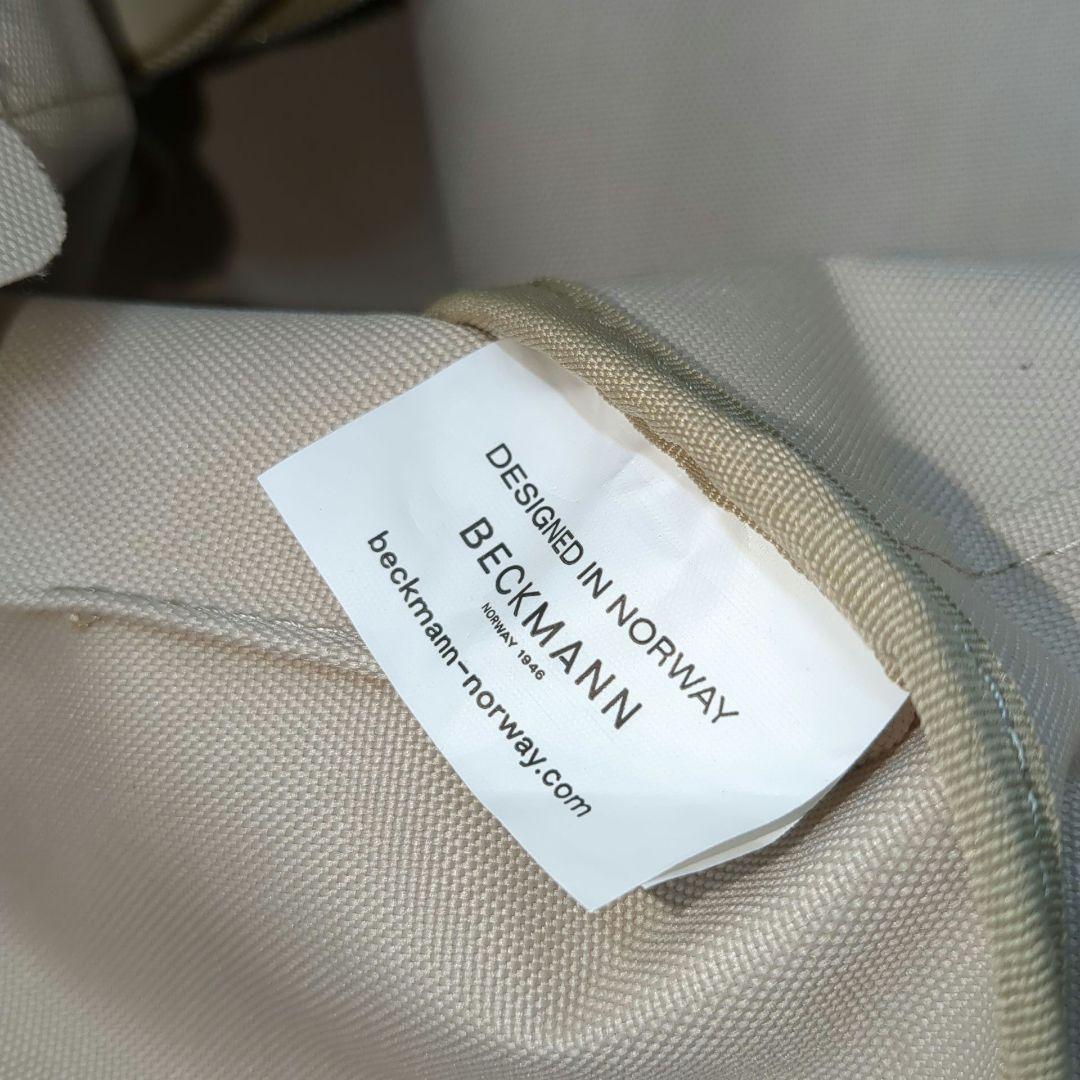 DESIGNED IN NORWAY
BECKMANN
NORWAY 1946
beckmann-norway.com